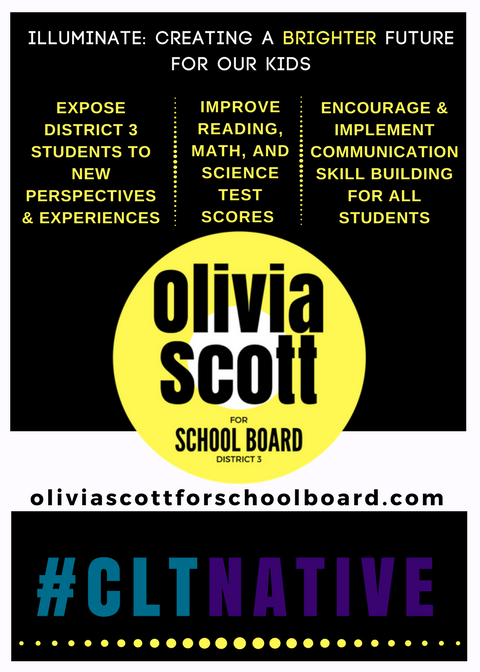 ILLUMINATE: CREATING A BRIGHTER FUTURE
FOR OUR KIDS
EXPOSE
DISTRICT 3
STUDENTS TO
NEW
PERSPECTIVES
& EXPERIENCES
IMPROVE
READING,
MATH, AND
SCIENCE
TEST
SCORES
ENCOURAGE &
IMPLEMENT
COMMUNICATION
SKILL BUILDING
FOR ALL
STUDENTS
olivia
scott
FOR
SCHOOL BOARD
DISTRICT 3
oliviascottforschoolboard.com
#CLTNATIVE